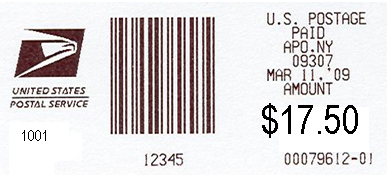 UNITED STATES
POSTAL SERVICE
1001
12345
U.S. POSTAGE
PAID
APO.NY
09307
MAR 11,'09
AMOUNT
$17.50
00079612-01